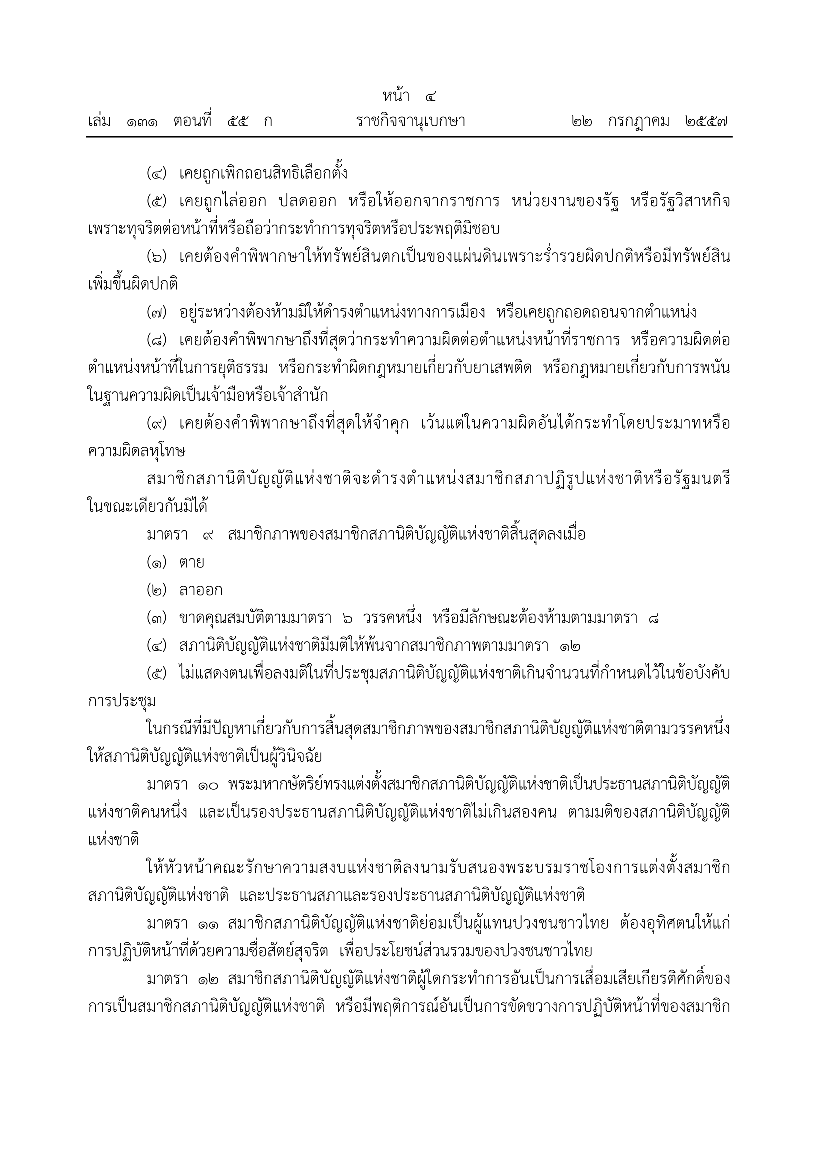 หน้า ๔
เล่ม ๑๓๑ ตอนที่ ๕๕ ก ราชกิจจานุเบกษา ๒๒ กรกฎาคม ๒๕๕๗
(๔) เคยถูกเพิกถอนสิทธิเลือกตั้ง
(๕) เคยถูกไล่ออก ปลดออก หรือให้ออกจากราชการ หน่วยงานของรัฐ หรือรัฐวิสาหกิจ
เพราะทุจริตต่อหน้าที่หรือถือว่ากระทำการทุจริตหรือประพฤติมิชอบ
(๖) เคยต้องคำพิพากษาให้ทรัพย์สินตกเป็นของแผ่นดินเพราะร่ำรวยผิดปกติหรือมีทรัพย์สิน
เพิ่มขึ้นผิดปกติ
(๗) อยู่ระหว่างต้องห้ามมิให้ดำรงตำแหน่งทางการเมือง หรือเคยถูกถอดถอนจากตำแหน่ง
(๘) เคยต้องคำพิพากษาถึงที่สุดว่ากระทำความผิดต่อตำแหน่งหน้าที่ราชการ หรือความผิดต่อ
ตำแหน่งหน้าที่ในการยุติธรรม หรือกระทำผิดกฎหมายเกี่ยวกับยาเสพติด หรือกฎหมายเกี่ยวกับการพนัน
ในฐานความผิดเป็นเจ้ามือหรือเจ้าสำนัก
(๙) เคยต้องคำพิพากษาถึงที่สุดให้จำคุก เว้นแต่ในความผิดอันได้กระทำโดยประมาทหรือ
ความผิดลหุโทษ
สมาชิกสภานิติบัญญัติแห่งชาติจะดำรงตำแหน่งสมาชิกสภาปฏิรูปแห่งชาติหรือรัฐมนตรี
ในขณะเดียวกันมิได้
มาตรา ๙ สมาชิกภาพของสมาชิกสภานิติบัญญัติแห่งชาติสิ้นสุดลงเมื่อ
(๑) ตาย
(๒) ลาออก
(๓) ขาดคุณสมบัติตามมาตรา ๖ วรรคหนึ่ง หรือมีลักษณะต้องห้ามตามมาตรา ๘
(๔) สภานิติบัญญัติแห่งชาติมีมติให้พ้นจากสมาชิกภาพตามมาตรา ๑๒
(๕) ไม่แสดงตนเพื่อลงมติในที่ประชุมสภานิติบัญญัติแห่งชาติเกินจำนวนที่กำหนดไว้ในข้อบังคับ
การประชุม
ในกรณีที่มีปัญหาเกี่ยวกับการสิ้นสุดสมาชิกภาพของสมาชิกสภานิติบัญญัติแห่งชาติตามวรรคหนึ่ง
ให้สภานิติบัญญัติแห่งชาติเป็นผู้วินิจฉัย
มาตรา ๑๐ พระมหากษัตริย์ทรงแต่งตั้งสมาชิกสภานิติบัญญัติแห่งชาติเป็นประธานสภานิติบัญญัติ
แห่งชาติคนหนึ่ง และเป็นรองประธานสภานิติบัญญัติแห่งชาติไม่เกินสองคน ตามมติของสภานิติบัญญัติ
แห่งชาติ
ให้หัวหน้าคณะรักษาความสงบแห่งชาติลงนามรับสนองพระบรมราชโองการแต่งตั้งสมาชิก
สภานิติบัญญัติแห่งชาติ และประธานสภาและรองประธานสภานิติบัญญัติแห่งชาติ
มาตรา ๑๑ สมาชิกสภานิติบัญญัติแห่งชาติย่อมเป็นผู้แทนปวงชนชาวไทย ต้องอุทิศตนให้แก่
การปฏิบัติหน้าที่ด้วยความซื่อสัตย์สุจริต เพื่อประโยชน์ส่วนรวมของปวงชนชาวไทย
มาตรา ๑๒ สมาชิกสภานิติบัญญัติแห่งชาติผู้ใดกระทำการอันเป็นการเสื่อมเสียเกียรติศักดิ์ของ
การเป็นสมาชิกสภานิติบัญญัติแห่งชาติ หรือมีพฤติการณ์อันเป็นการขัดขวางการปฏิบัติหน้าที่ของสมาชิก